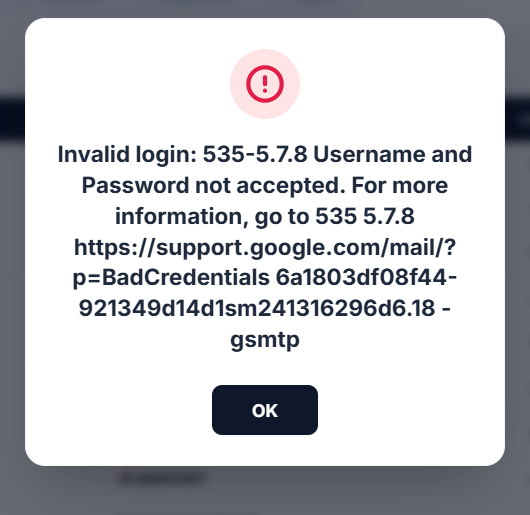 Invalid login: 535-5.7.8 Username and
Password not accepted. For more
information, go to 535 5.7.8
https://support.google.com/mail/?
p=BadCredentials 6a1803df08f44-
921349d14d1sm241316296d6.18 -
gsmtp
OK